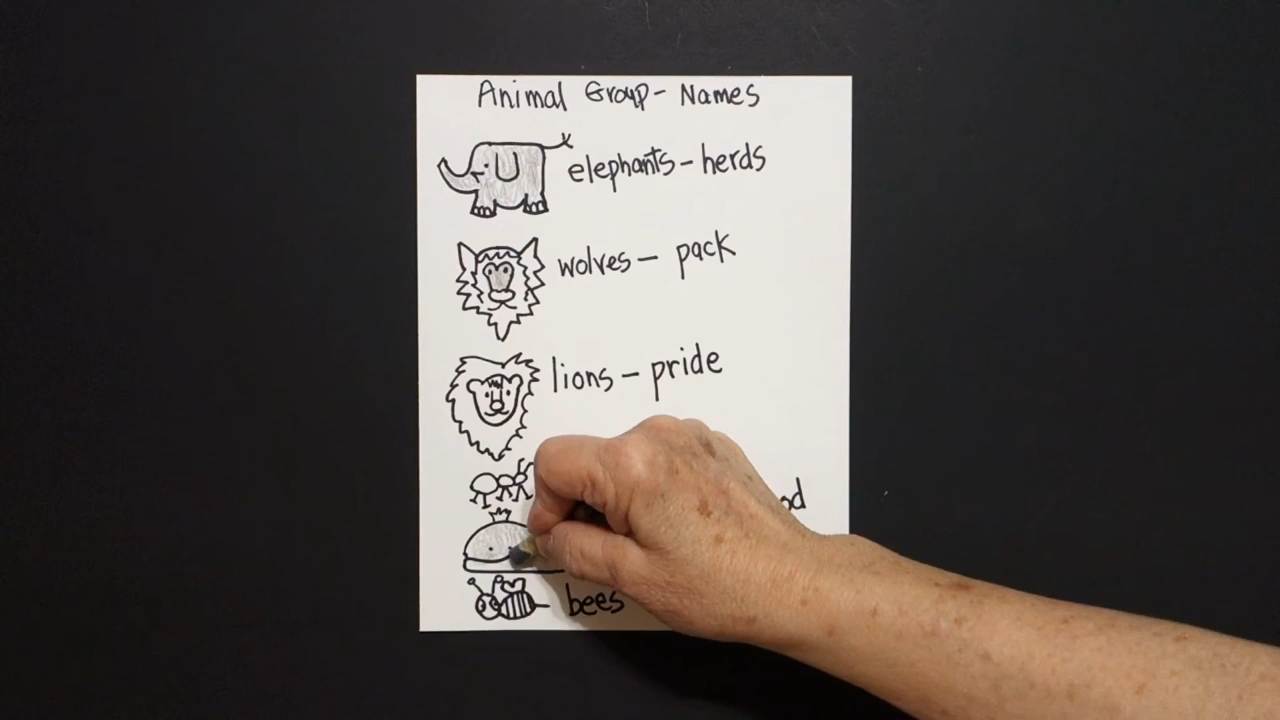 Animal Group - Names
elephants - herds
wolves - pack
lions - pride
bees